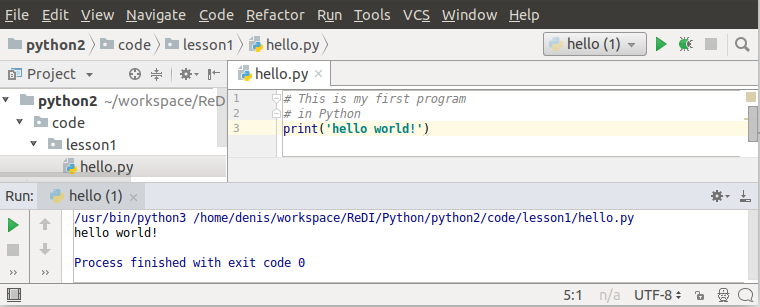 File Edit View Navigate Code Refactor Run Tools VCS Window Help
python2 code lesson1 hello.py hello (1)
Project hello.py
python2 ~/workspace/ReD
code
lesson1
hello.py
1 # This is my first program
2 # in Python
3 print('hello world!')
Run: hello (1)
/usr/bin/python3 /home/denis/workspace/ReDI/Python/python2/code/lesson1/hello.py
hello world!
Process finished with exit code 0
5:1 n/a UTF-8